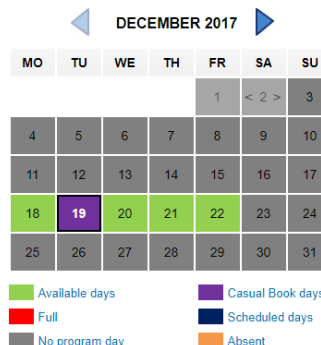 DECEMBER 2017
MO TU WE TH FR SA SU
1 < 2 > 3
4 5 6 7 8 9 10
11 12 13 14 15 16 17
18 19 20 21 22 23 24
25 26 27 28 29 30 31
Available days Casual Book days
Full Scheduled days
No program day Absent